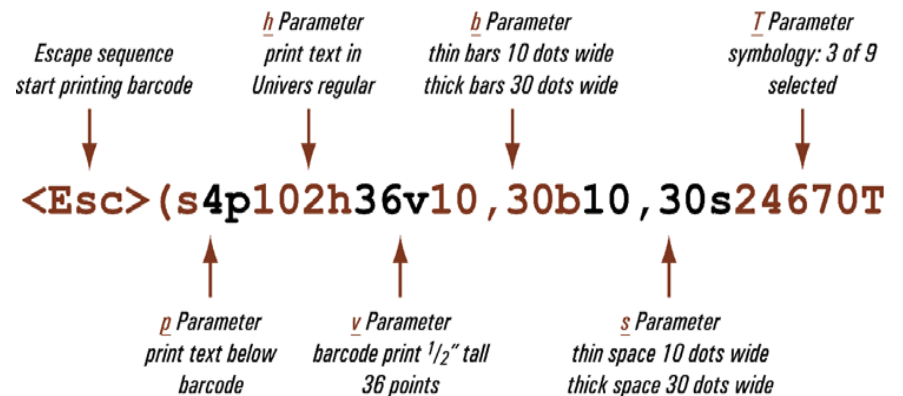 h Parameter
print text in
Univers regular
b Parameter
thin bars 10 dots wide
thick bars 30 dots wide
T Parameter
symbology: 3 of 9
selected
Escape sequence
start printing barcode
<Esc>(s4p102h36v10,30b10,30s24670T
p Parameter
print text below
barcode
v Parameter
barcode print 1/2" tall
36 points
s Parameter
thin space 10 dots wide
thick space 30 dots wide